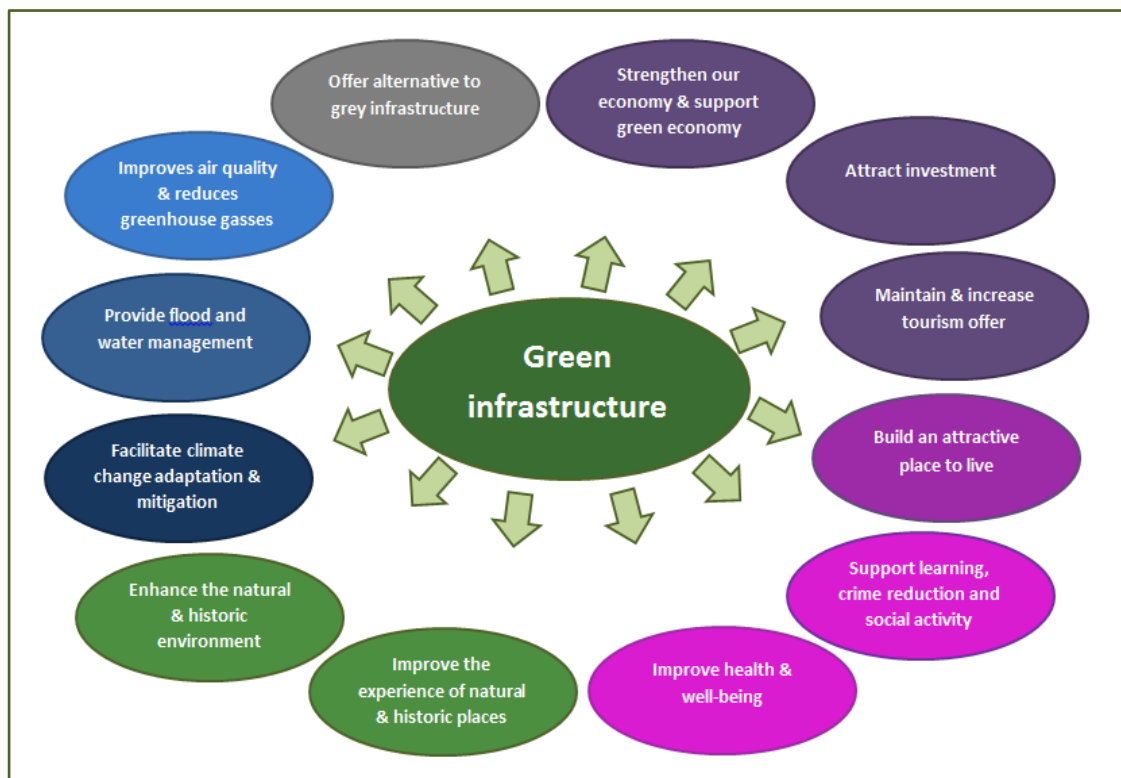 Offer alternative to
grey infrastructure
Strengthen our
economy & support
green economy
Improves air quality
& reduces
greenhouse gasses
Attract investment
Provide flood and
water management
Maintain & increase
tourism offer
Green
infrastructure
Facilitate climate
change adaptation &
mitigation
Build an attractive
place to live
Enhance the natural
& historic
environment
Support learning,
crime reduction and
social activity
Improve the
experience of natural
& historic places
Improve health &
well-being